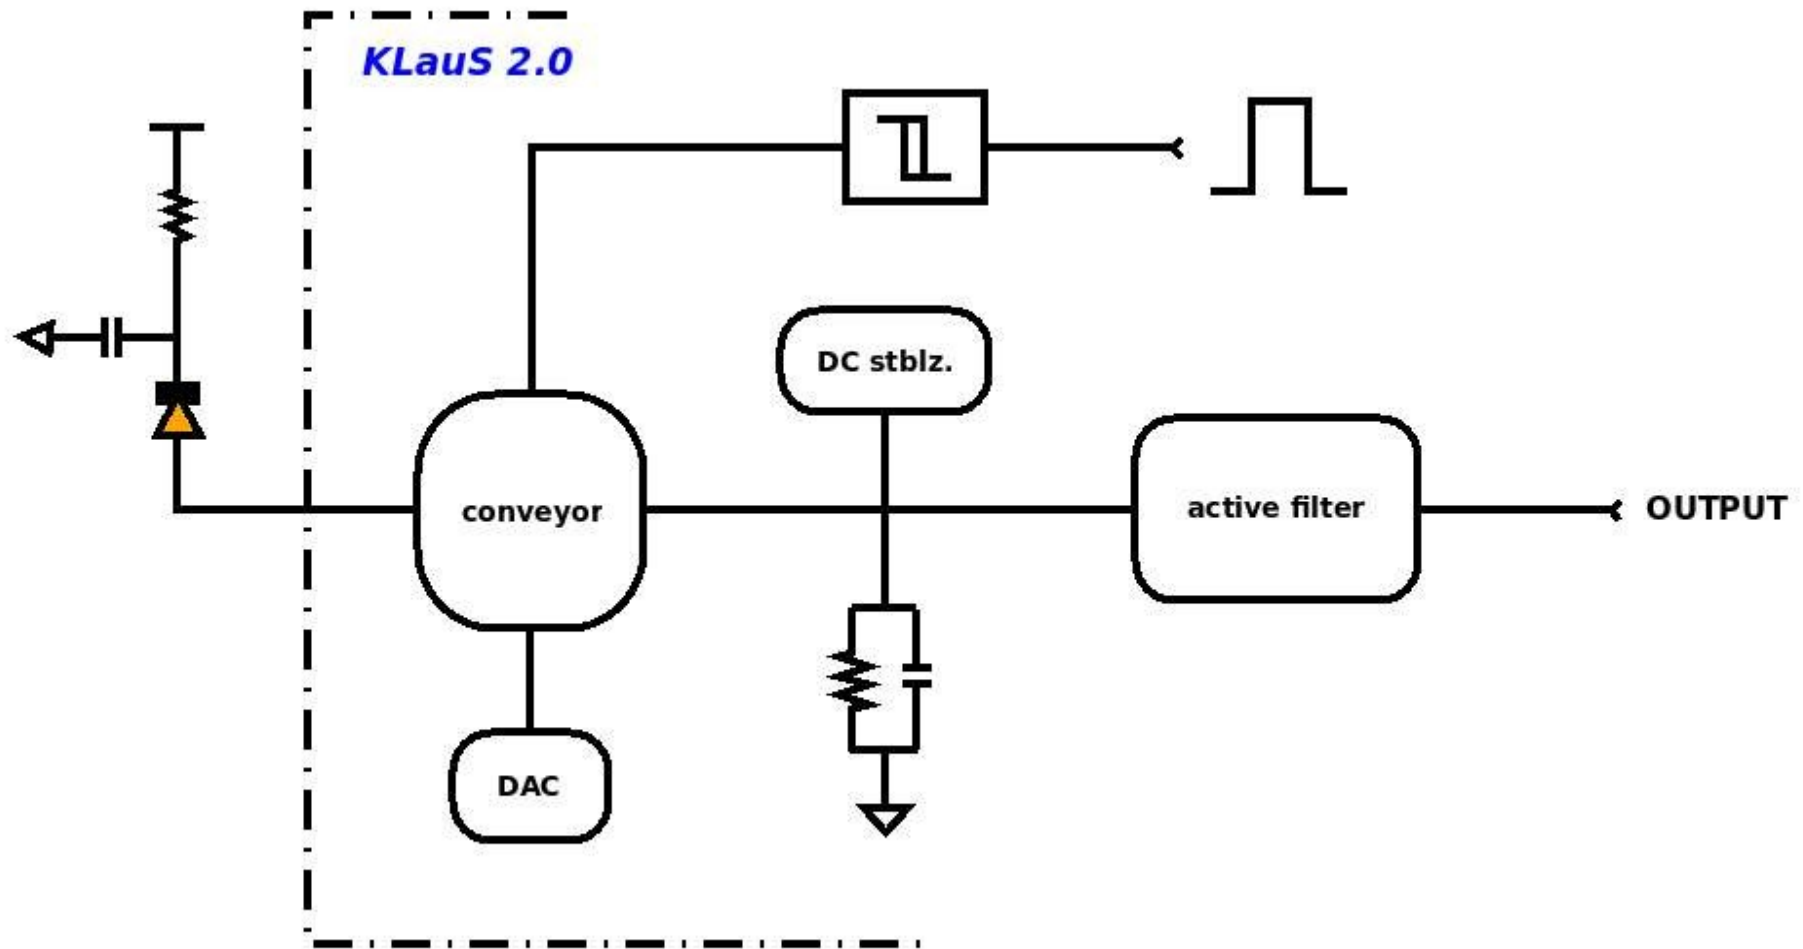 KLauS 2.0
DC stblz.
conveyor
active filter
OUTPUT
DAC